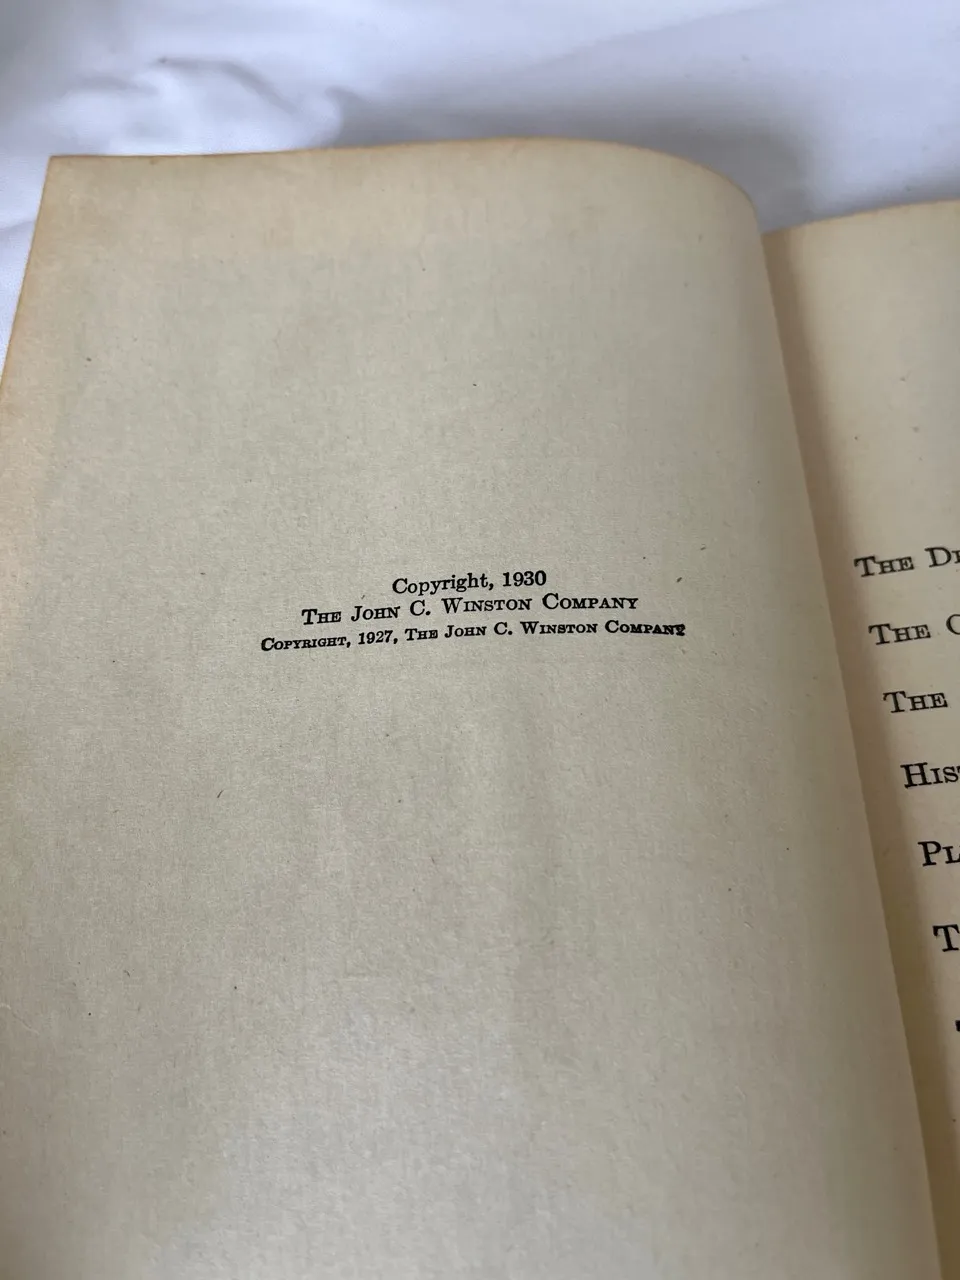 Copyright, 1930
THE JOHN C. WINSTON COMPANY
COPYRIGHT, 1927, THE JOHN C. WINSTON COMPANY
THE
THE
THE